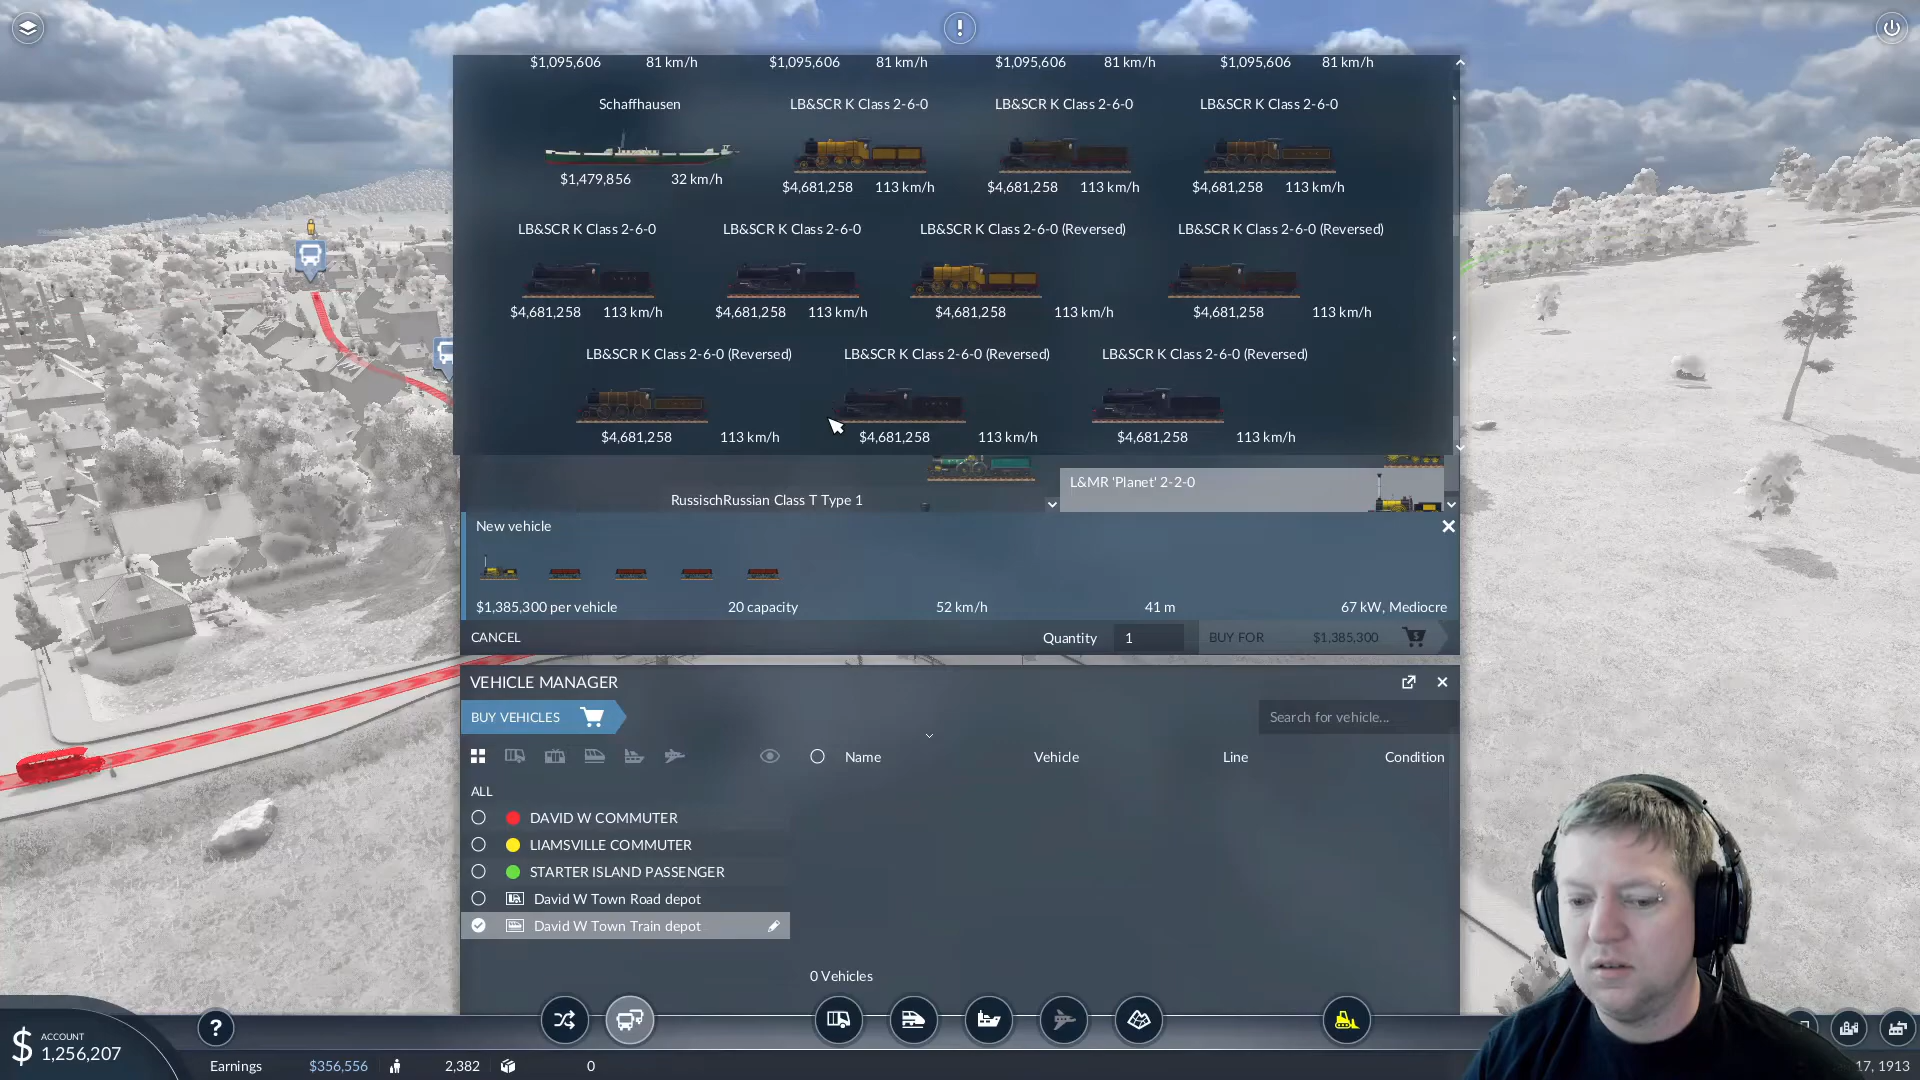 $1,095,606 81 km/h $1,095,606 81 km/h $1,095,606 81 km/h $1,095,606 81 km/h
Schaffhausen LB&SCR K Class 2-6-0 LB&SCR K Class 2-6-0 LB&SCR K Class 2-6-0
$1,479,856 32 km/h $4,681,258 113 km/h $4,681,258 113 km/h $4,681,258 113 km/h
LB&SCR K Class 2-6-0 LB&SCR K Class 2-6-0 LB&SCR K Class 2-6-0 (Reversed) LB&SCR K Class 2-6-0 (Reversed)
$4,681,258 113 km/h $4,681,258 113 km/h $4,681,258 113 km/h $4,681,258 113 km/h
LB&SCR K Class 2-6-0 (Reversed) LB&SCR K Class 2-6-0 (Reversed) LB&SCR K Class 2-6-0 (Reversed)
$4,681,258 113 km/h $4,681,258 113 km/h $4,681,258 113 km/h
L&MR 'Planet' 2-2-0
RussischRussian Class T Type 1
New vehicle
$1,385,300 per vehicle 20 capacity 52 km/h 41 m 67 kW, Mediocre
CANCEL Quantity 1 BUY FOR $1,385,300
VEHICLE MANAGER
BUY VEHICLES Search for vehicle...
Name Vehicle Line Condition
ALL
DAVID W COMMUTER
LIAMSVILLE COMMUTER
STARTER ISLAND PASSENGER
David W Town Road depot
David W Town Train depot
0 Vehicles
?
$ ACCOUNT
1,256,207
Earnings $356,556 2,382 0
17, 1913